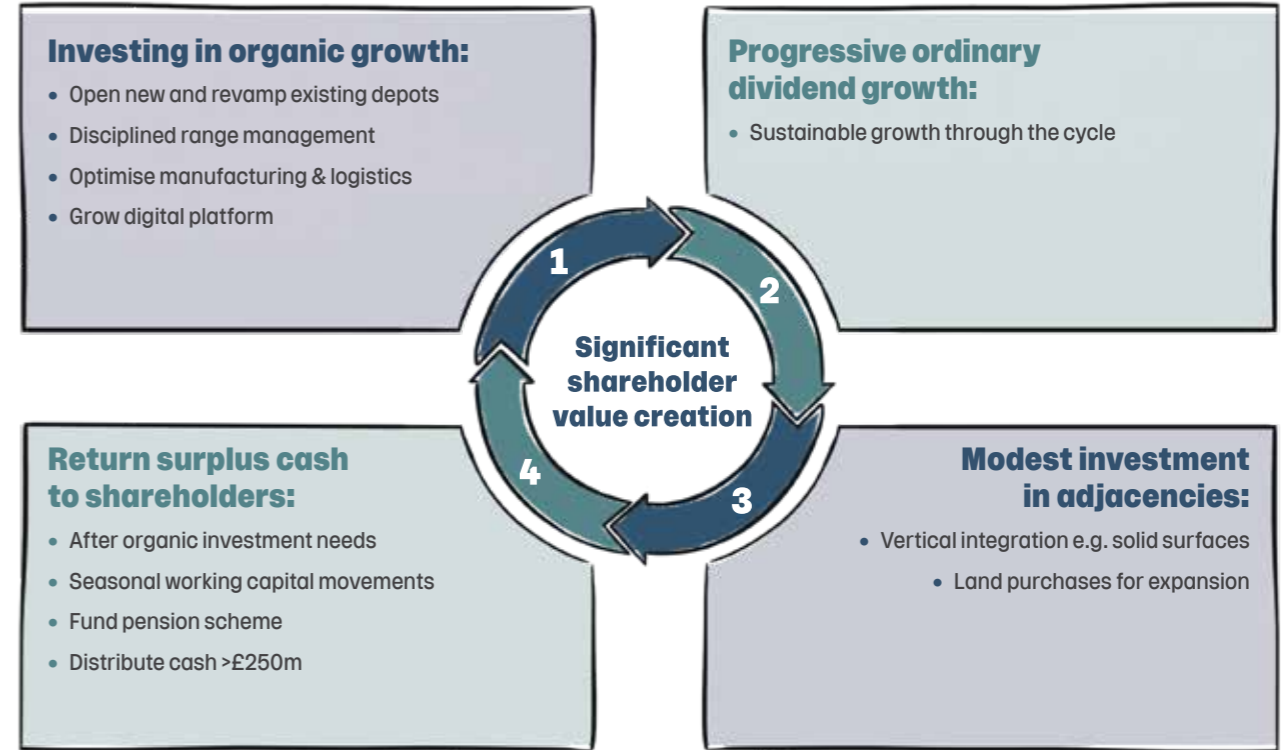 Investing in organic growth:
• Open new and revamp existing depots
• Disciplined range management
• Optimise manufacturing & logistics
• Grow digital platform
Progressive ordinary
dividend growth:
• Sustainable growth through the cycle
1
2
Significant
shareholder
value creation
4
3
Return surplus cash
to shareholders:
• After organic investment needs
• Seasonal working capital movements
• Fund pension scheme
• Distribute cash >£250m
Modest investment
in adjacencies:
• Vertical integration e.g. solid surfaces
• Land purchases for expansion